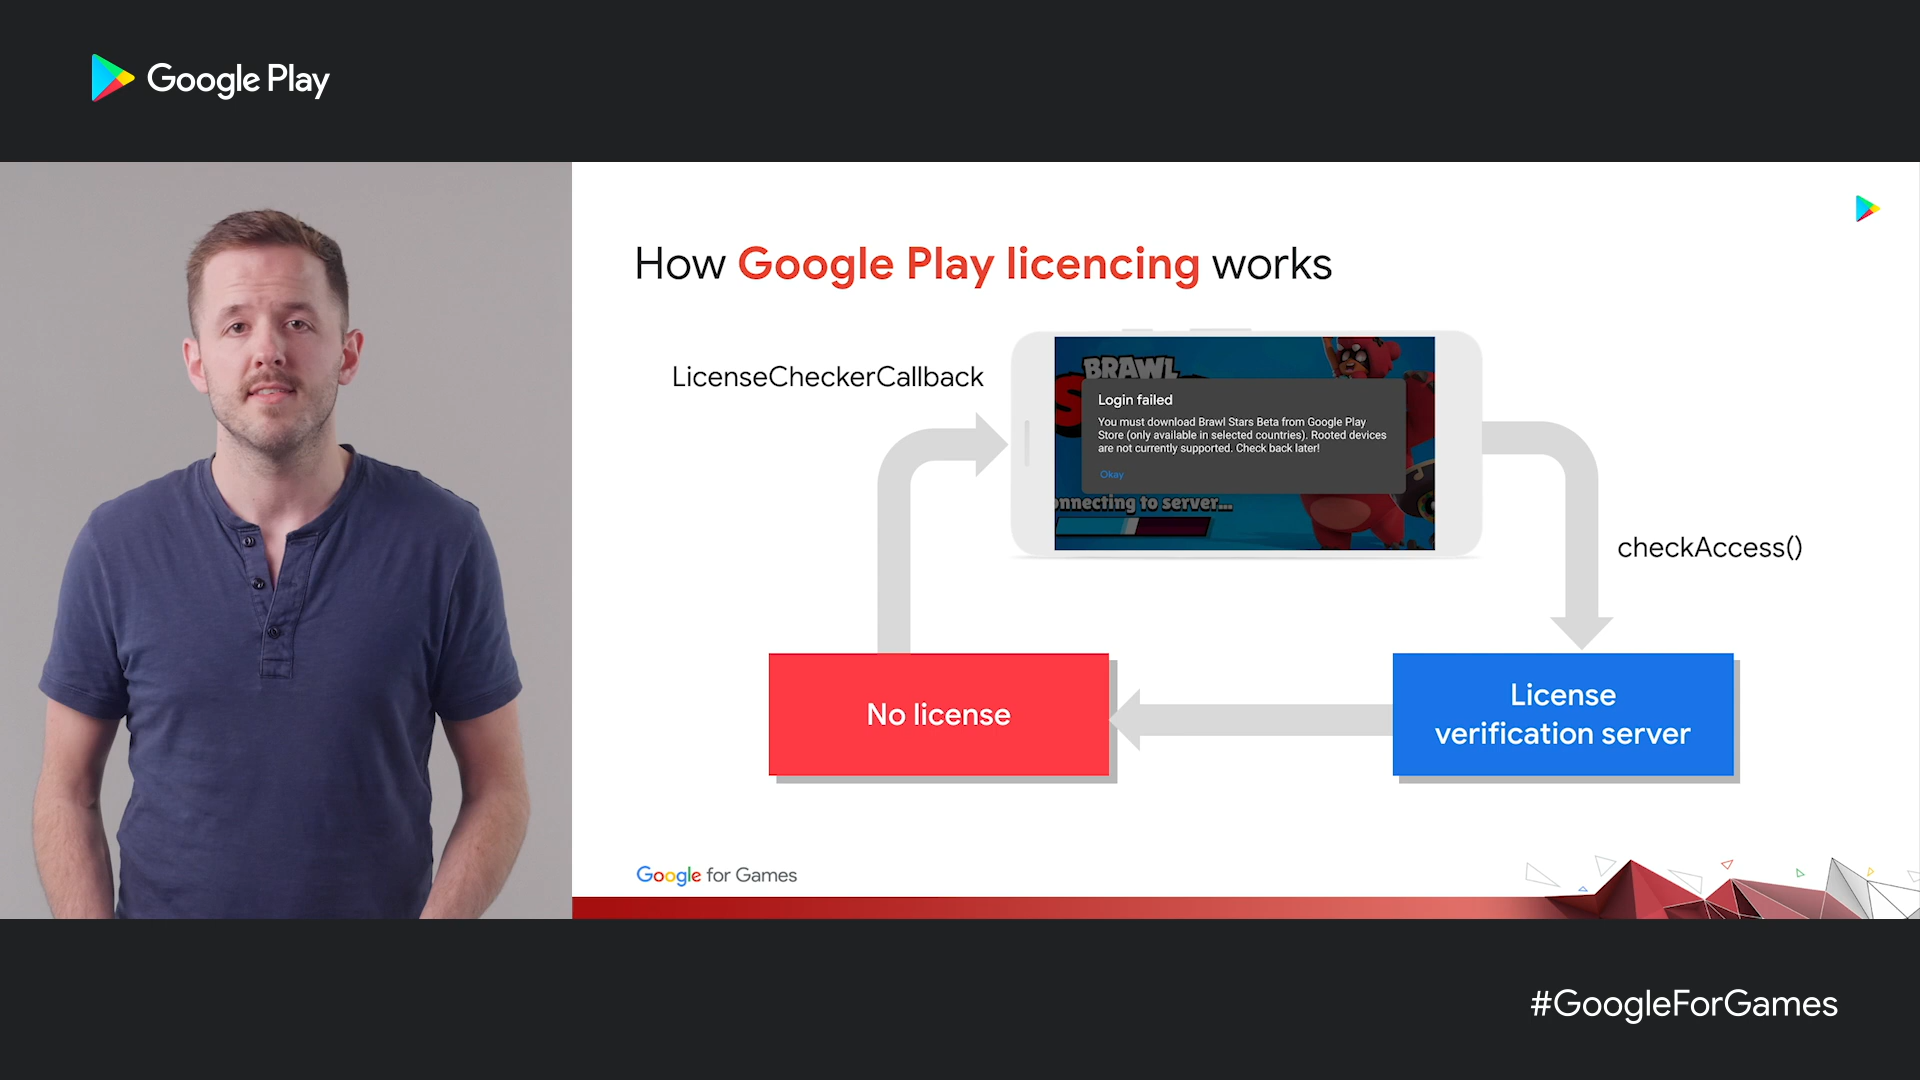 Google Play
How Google Play licencing works
LicenseCheckerCallback
BRAWL
Login failed
You must download Brawl Stars Beta from Google Play
Store (only available in selected countries). Rooted devices
are not currently supported. Check back later!
Okay
onnecting to server...
checkAccess()
No license
License
verification server
Google for Games
#GoogleForGames